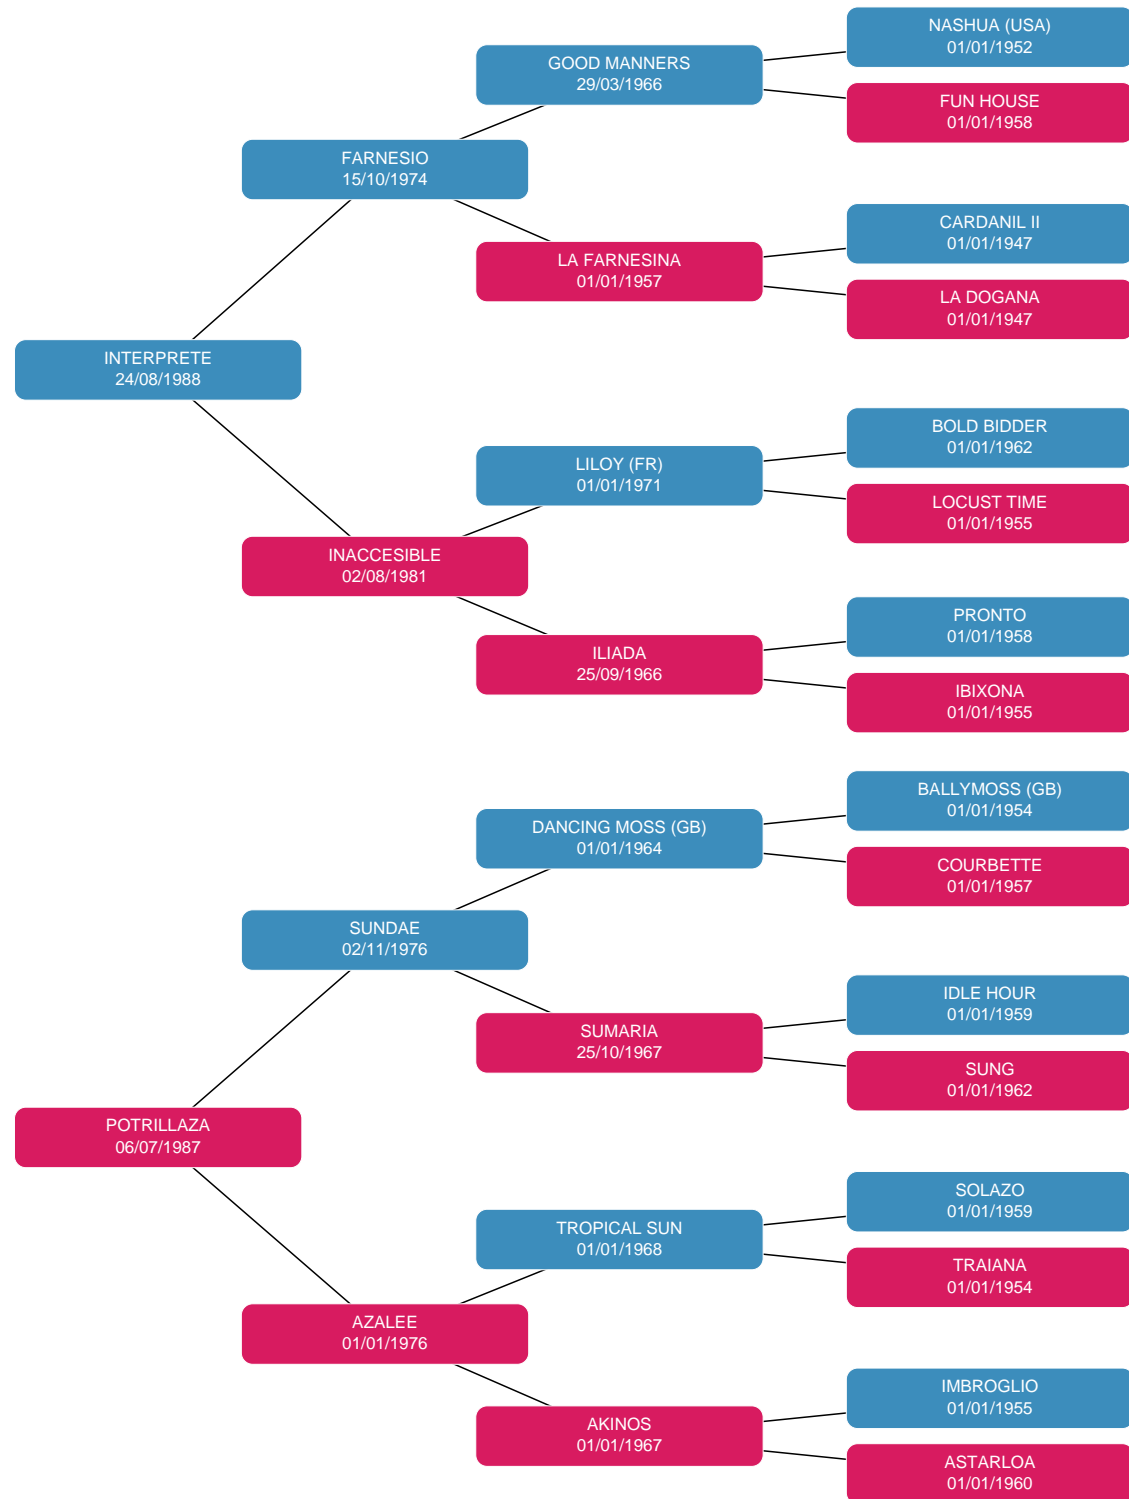 NASHUA (USA)
01/01/1952
GOOD MANNERS
29/03/1966
FUN HOUSE
01/01/1958
FARNESIO
15/10/1974
CARDANIL II
01/01/1947
LA FARNESINA
01/01/1957
LA DOGANA
01/01/1947
INTERPRETE
24/08/1988
BOLD BIDDER
01/01/1962
LILOY (FR)
01/01/1971
LOCUST TIME
01/01/1955
INACCESIBLE
02/08/1981
PRONTO
01/01/1958
ILIADA
25/09/1966
IBIXONA
01/01/1955
BALLYMOSS (GB)
01/01/1954
DANCING MOSS (GB)
01/01/1964
COURBETTE
01/01/1957
SUNDAE
02/11/1976
IDLE HOUR
01/01/1959
SUMARIA
25/10/1967
SUNG
01/01/1962
POTRILLAZA
06/07/1987
SOLAZO
01/01/1959
TROPICAL SUN
01/01/1968
TRAIANA
01/01/1954
AZALEE
01/01/1976
IMBROGLIO
01/01/1955
AKINOS
01/01/1967
ASTARLOA
01/01/1960